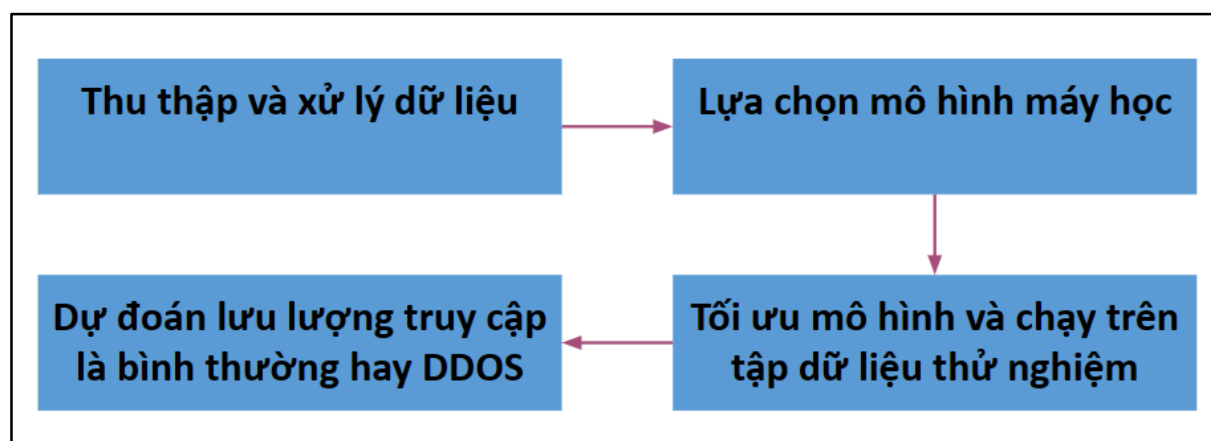 Thu thập và xử lý dữ liệu
Lựa chọn mô hình máy học
Tối ưu mô hình và chạy trên
tập dữ liệu thử nghiệm
Dự đoán lưu lượng truy cập
là bình thường hay DDOS